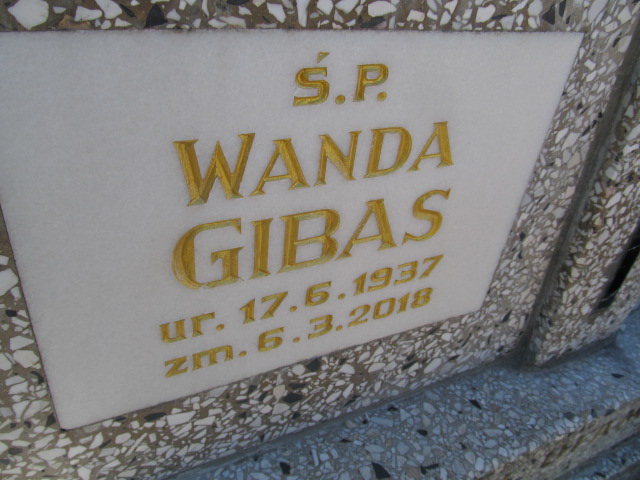 Ś.P.
WANDA
GIBAS
ur. 17.6.1937
zm. 6.3.2018